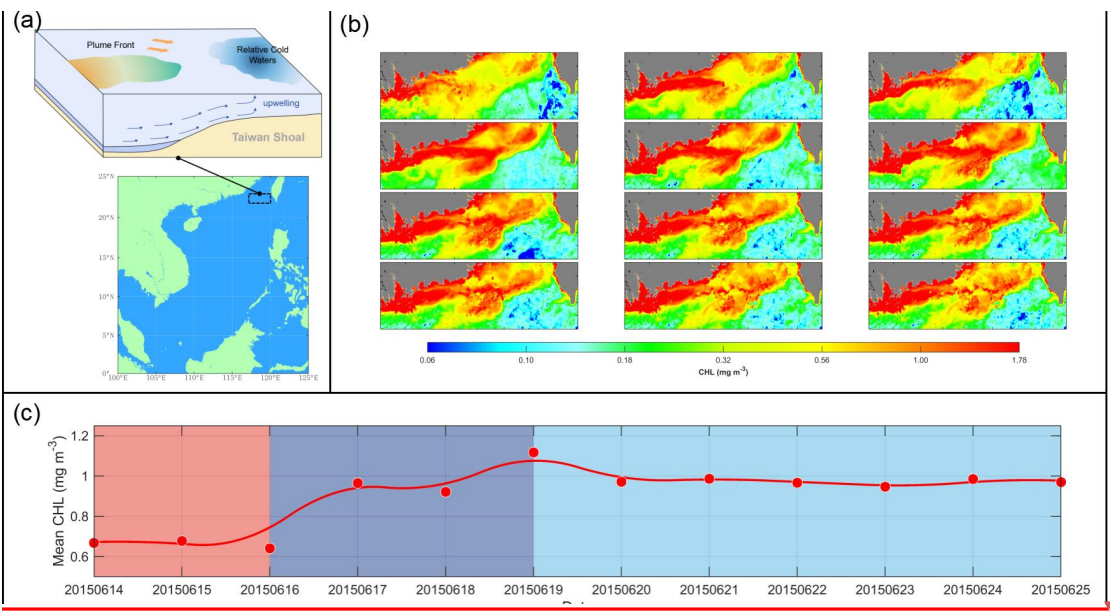 (a)
Plume Front
Relative Cold
Waters
upwelling
Taiwan Shoal
25°N
20°N
15°N
10°N
5°N
0°
100°E 105°E 110°E 115°E 120°E 125°E
(b)
0.06 0.10 0.18 0.32 0.56 1.00 1.78
CHL (mg m⁻³)
(c)
Mean CHL (mg m⁻³)
1.2
1
0.8
0.6
20150614 20150615 20150616 20150617 20150618 20150619 20150620 20150621 20150622 20150623 20150624 20150625